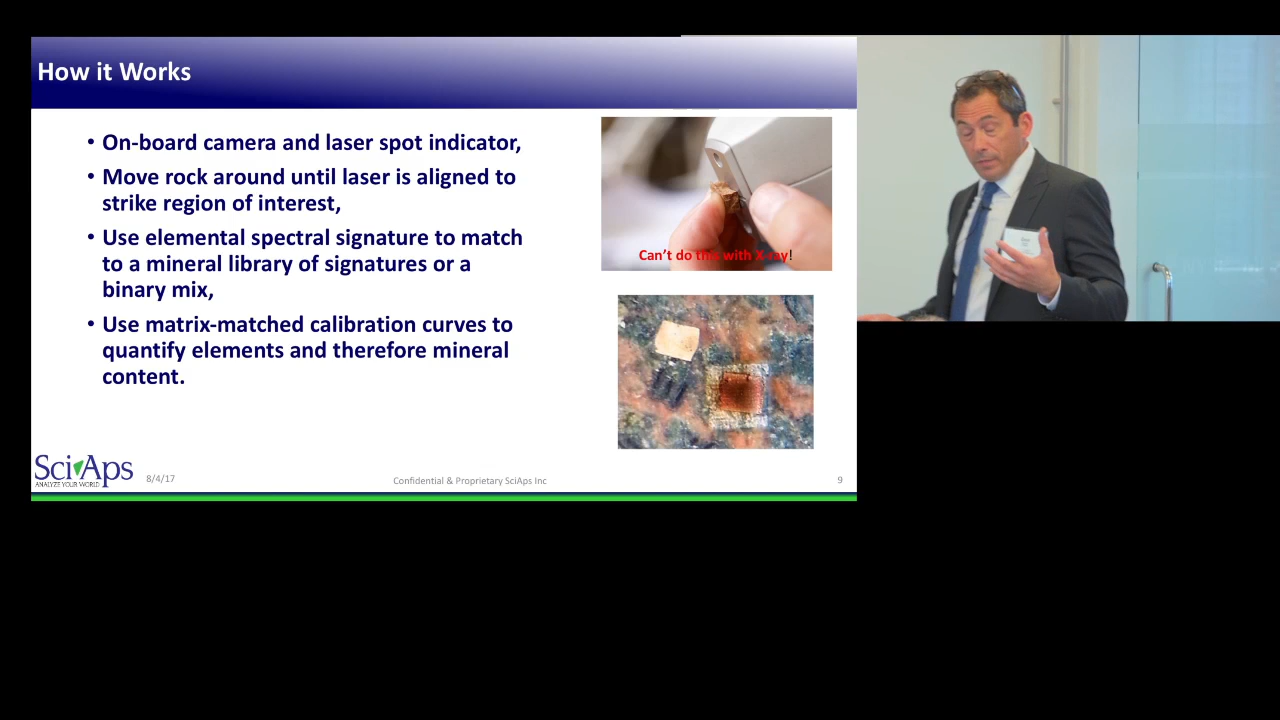 How it Works
• On-board camera and laser spot indicator,
• Move rock around until laser is aligned to
strike region of interest,
• Use elemental spectral signature to match
to a mineral library of signatures or a
binary mix,
• Use matrix-matched calibration curves to
quantify elements and therefore mineral
content.
Can't do this with X-ray!
SciAps
ANALYZE YOUR WORLD
8/4/17
Confidential & Proprietary SciAps Inc
9